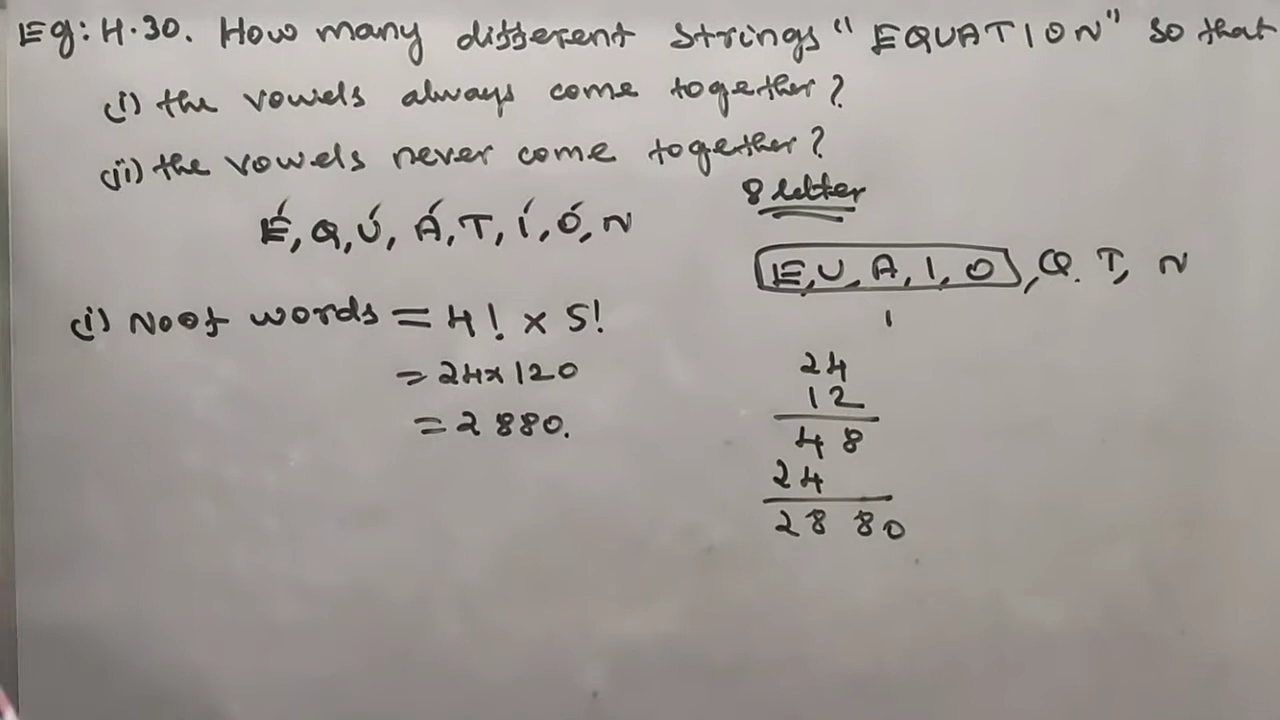 Eg: 4.30. How many different strings "EQUATION" so that
(i) the vowels always come together?
(ii) the vowels never come together?
8 letter
E, Q, U, A, T, I, O, N
E, U, A, I, O, Q. T, N
1
(i) No of words = 4! x 5!
= 24 x 120
= 2880.
24
12
48
24
2880